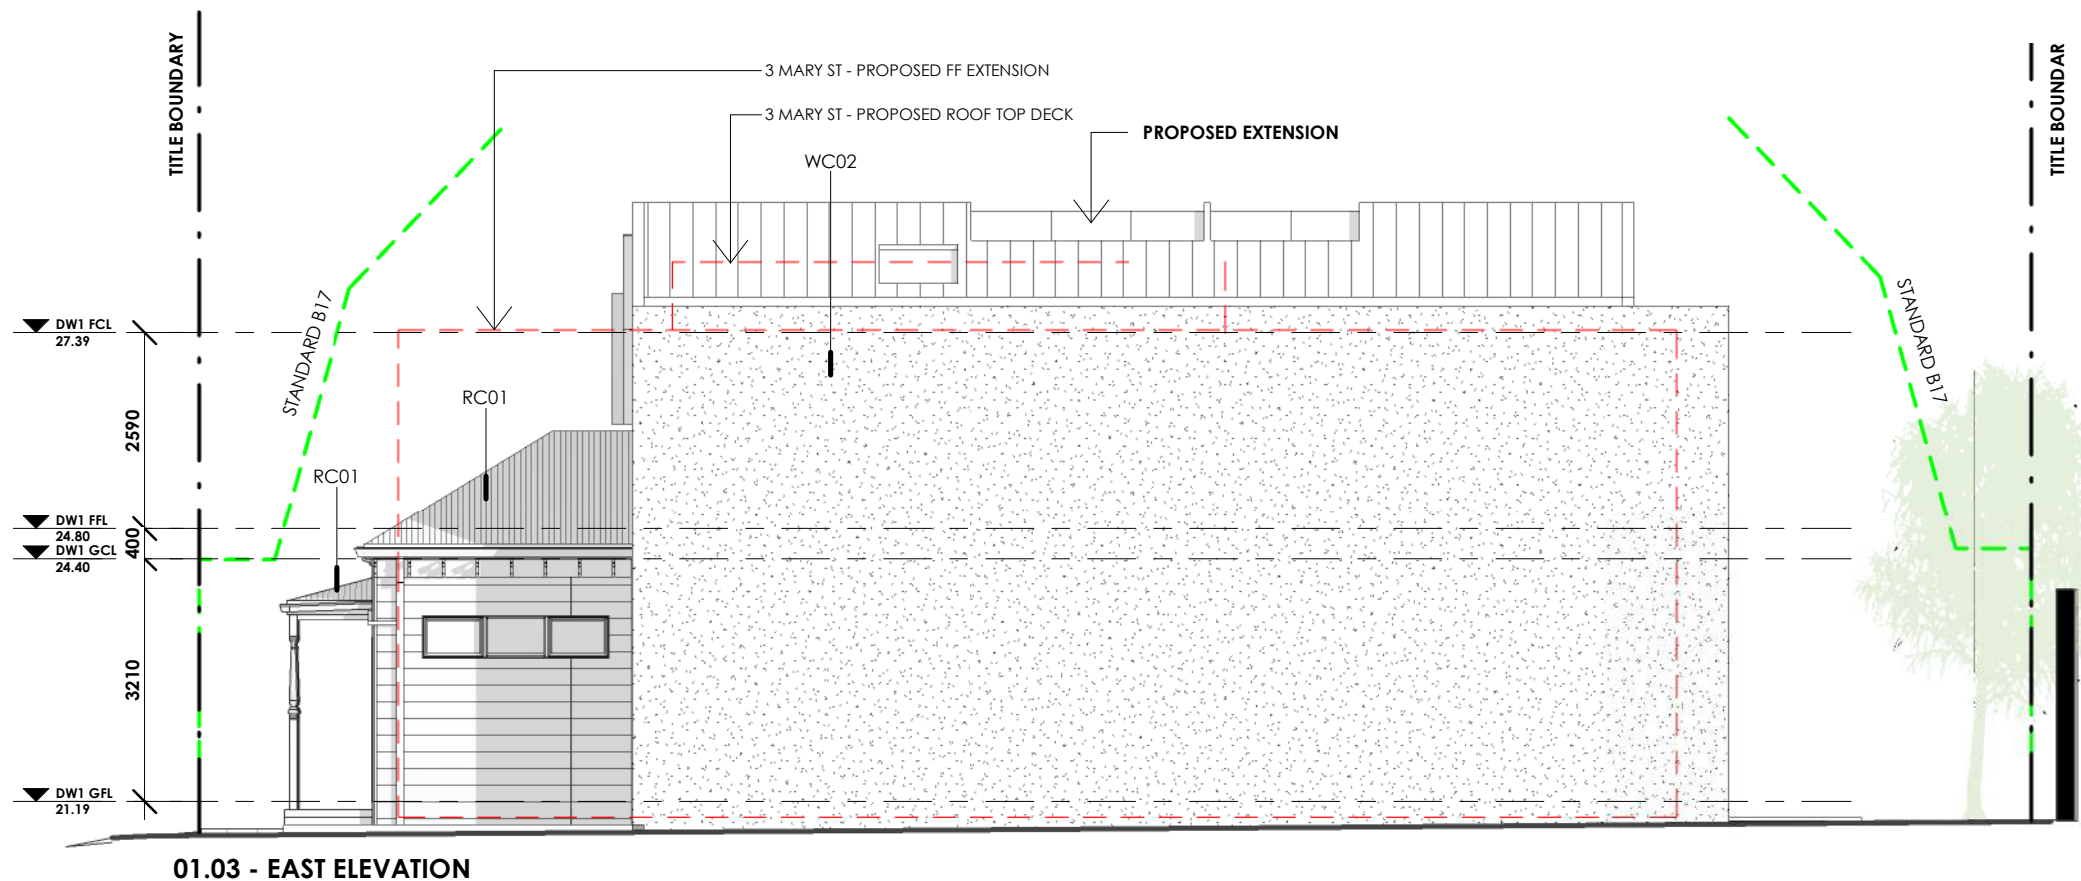 TITLE BOUNDARY
3 MARY ST - PROPOSED FF EXTENSION
3 MARY ST - PROPOSED ROOF TOP DECK
PROPOSED EXTENSION
WC02
TITLE BOUNDAR
STANDARD B17
STANDARD B17
DW1 FCL
27.39
2590
RC01
RC01
DW1 FFL
24.80
400
DW1 GCL
24.40
3210
DW1 GFL
21.19
01.03 - EAST ELEVATION